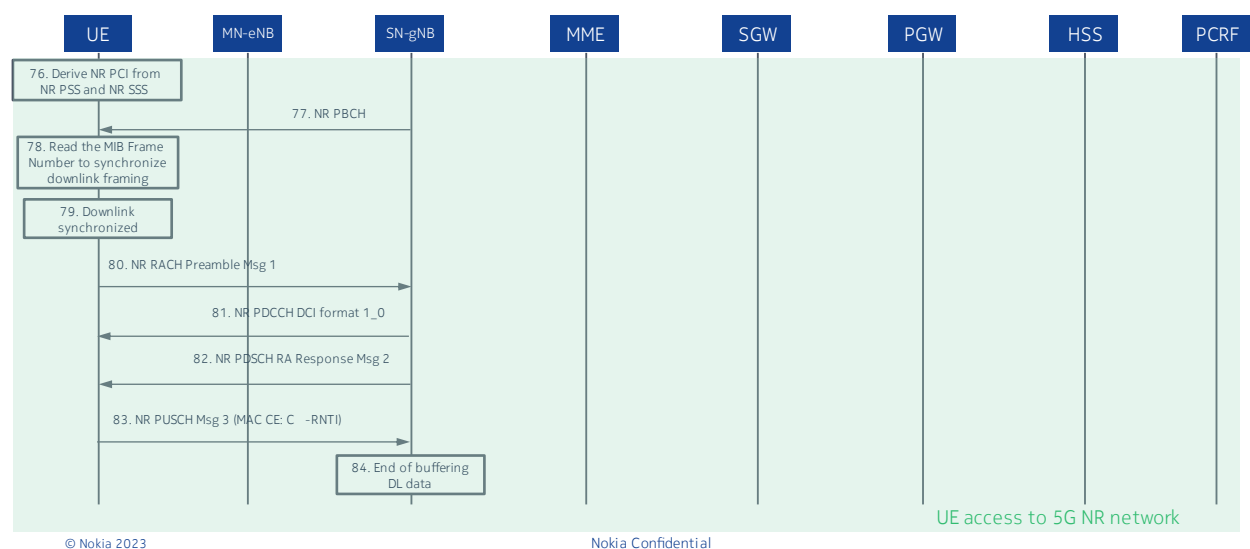 UE
MN-eNB
SN-gNB
MME
SGW
PGW
HSS
PCRF
76. Derive NR PCI from
NR PSS and NR SSS
77. NR PBCH
78. Read the MIB Frame
Number to synchronize
downlink framing
79. Downlink
synchronized
80. NR RACH Preamble Msg 1
81. NR PDCCH DCI format 1_0
82. NR PDSCH RA Response Msg 2
83. NR PUSCH Msg 3 (MAC CE: C -RNTI)
84. End of buffering
DL data
UE access to 5G NR network
© Nokia 2023
Nokia Confidential